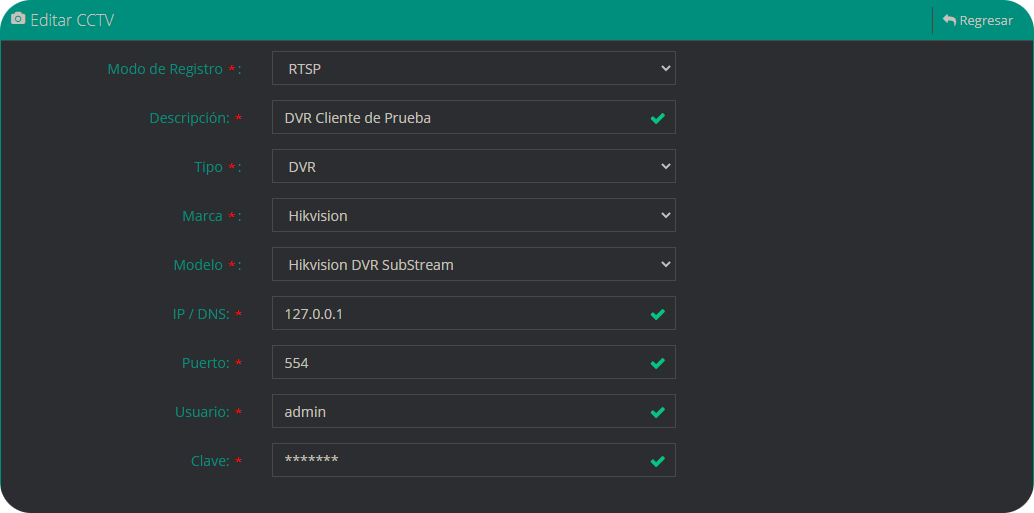 Editar CCTV Regresar
Modo de Registro *: RTSP
Descripción: * DVR Cliente de Prueba
Tipo *: DVR
Marca *: Hikvision
Modelo *: Hikvision DVR SubStream
IP / DNS: * 127.0.0.1
Puerto: * 554
Usuario: * admin
Clave: * *******